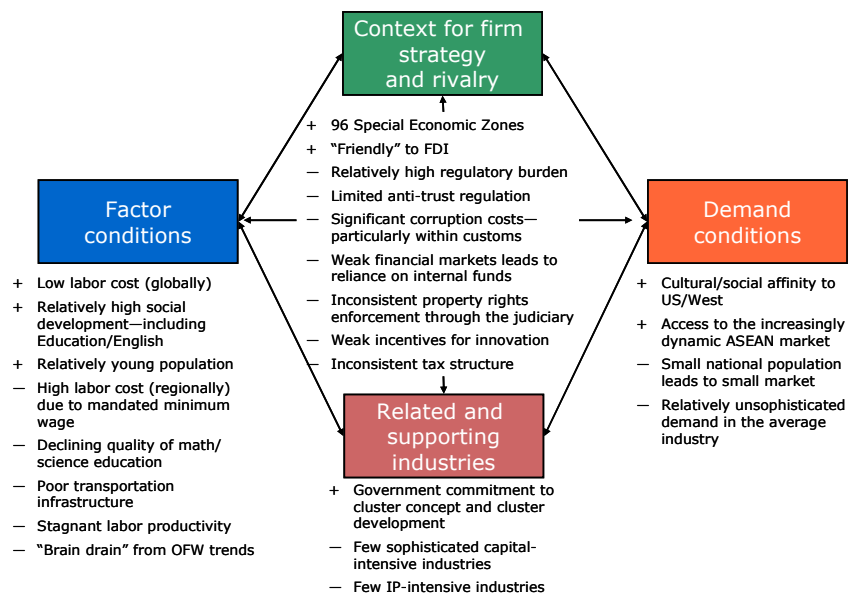 Context for firm
strategy
and rivalry
+ 96 Special Economic Zones
+ “Friendly” to FDI
— Relatively high regulatory burden
— Limited anti-trust regulation
— Significant corruption costs—
particularly within customs
— Weak financial markets leads to
reliance on internal funds
— Inconsistent property rights
enforcement through the judiciary
— Weak incentives for innovation
— Inconsistent tax structure
Factor
conditions
+ Low labor cost (globally)
+ Relatively high social
development—including
Education/English
+ Relatively young population
— High labor cost (regionally)
due to mandated minimum
wage
— Declining quality of math/
science education
— Poor transportation
infrastructure
— Stagnant labor productivity
— “Brain drain” from OFW trends
Demand
conditions
+ Cultural/social affinity to
US/West
+ Access to the increasingly
dynamic ASEAN market
— Small national population
leads to small market
— Relatively unsophisticated
demand in the average
industry
Related and
supporting
industries
+ Government commitment to
cluster concept and cluster
development
— Few sophisticated capital-
intensive industries
— Few IP-intensive industries